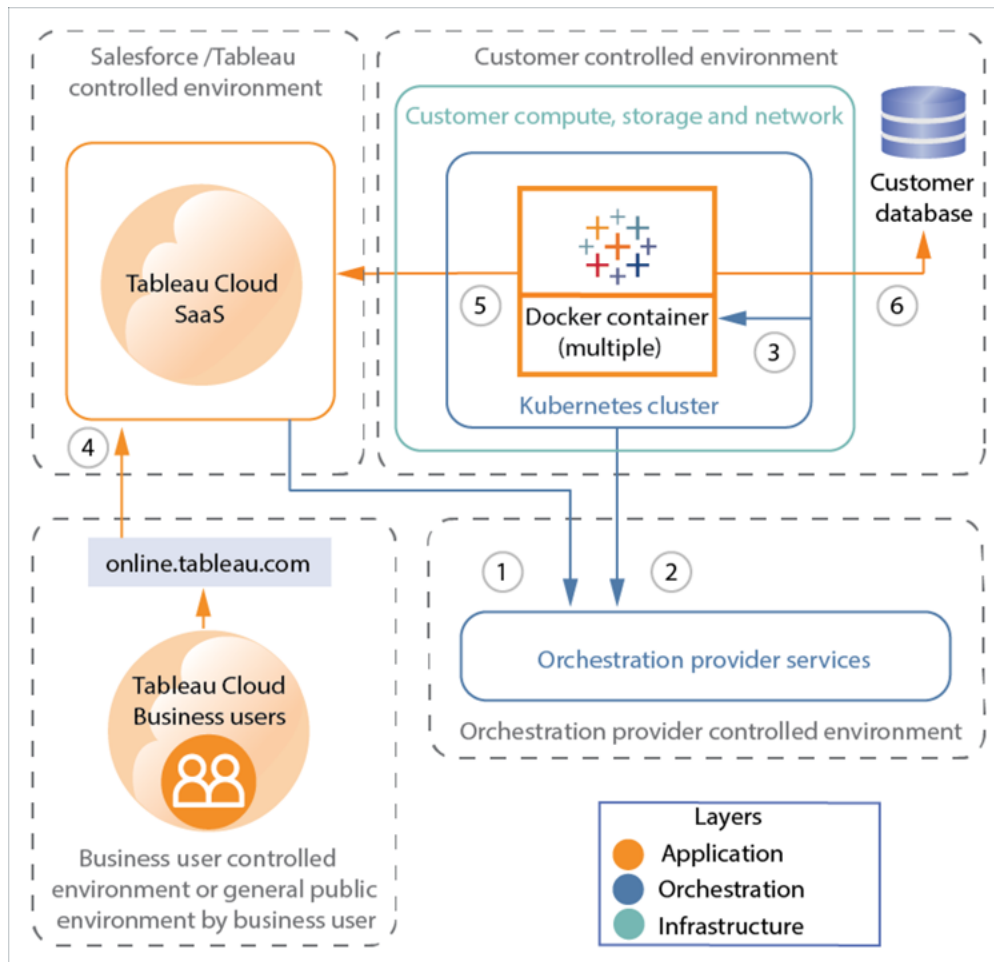 Salesforce /Tableau
controlled environment
Customer controlled environment
Customer compute, storage and network
Customer
database
Tableau Cloud
SaaS
5
Docker container
(multiple)
6
3
Kubernetes cluster
4
online.tableau.com
1
2
Orchestration provider services
Tableau Cloud
Business users
Orchestration provider controlled environment
Business user controlled
environment or general public
environment by business user
Layers
Application
Orchestration
Infrastructure